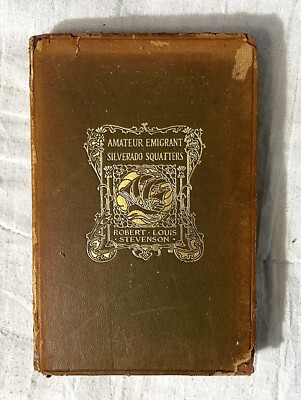 AMATEUR EMIGRANT
SILVERADO SQUATTERS
ROBERT · LOUIS
STEVENSON ·